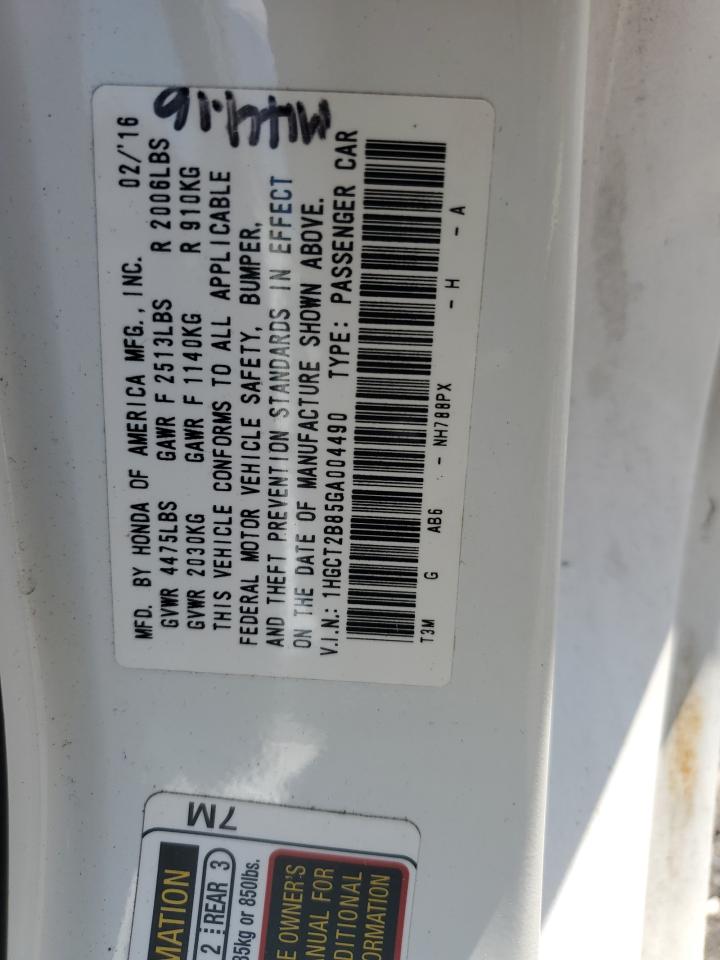 MFD. BY HONDA OF AMERICA MFG., INC. 02/'16
GVWR 4475LBS GAWR F 2513LBS R 2006LBS
GVWR 2030KG GAWR F 1140KG R 910KG
THIS VEHICLE CONFORMS TO ALL APPLICABLE
FEDERAL MOTOR VEHICLE SAFETY, BUMPER,
AND THEFT PREVENTION STANDARDS IN EFFECT
ON THE DATE OF MANUFACTURE SHOWN ABOVE.
V.I.N.: 1HGCT2B85GA004490 TYPE: PASSENGER CAR
T3M G AB6 - NH788PX - H - A
7M
MATION
2 REAR 3
35kg or 850lbs.
E OWNER'S
ANUAL FOR
DITIONAL
ORMATION